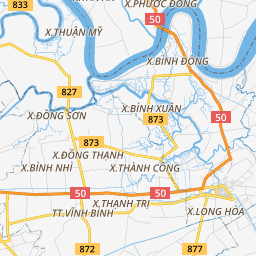 833
X.PHƯỚC ĐÔNG
50
X.THUẬN MỸ
X.BÌNH ĐÔNG
827
X.BÌNH XUÂN
X.ĐỒNG SƠN
873
50
873
X.ĐỒNG THẠNH
X.BÌNH NHÌ
X.THÀNH CÔNG
50
50
50
X.THẠNH TRỊ
TT.VĨNH BÌNH
X.LONG HÒA
872
877